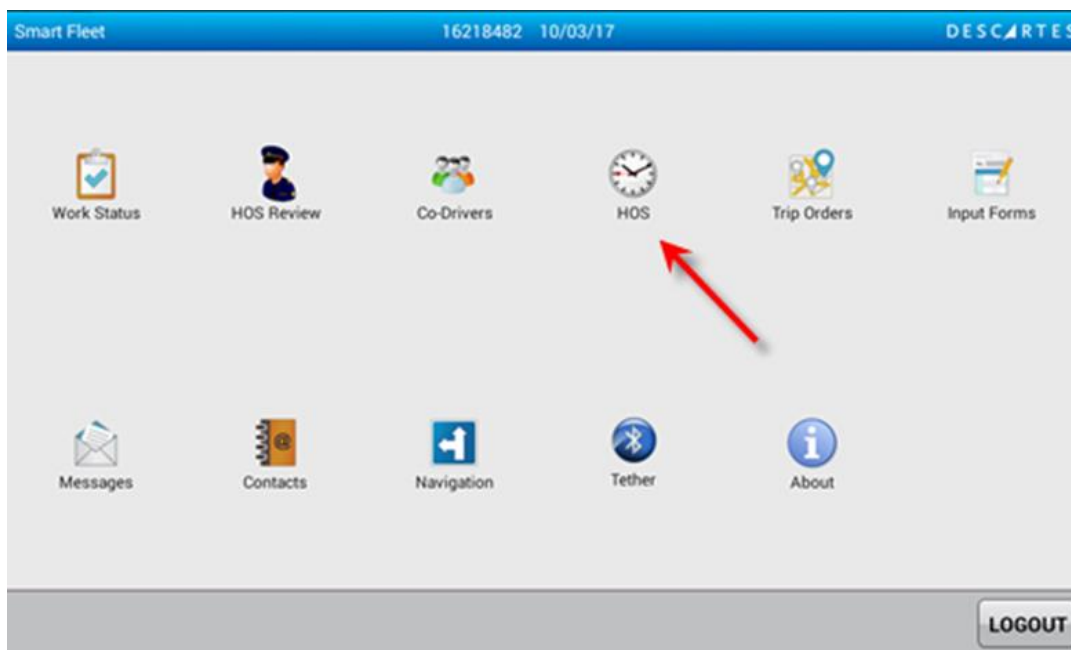 Smart Fleet 16218482 10/03/17 DESCARTES
Work Status HOS Review Co-Drivers HOS Trip Orders Input Forms
Messages Contacts Navigation Tether About
LOGOUT